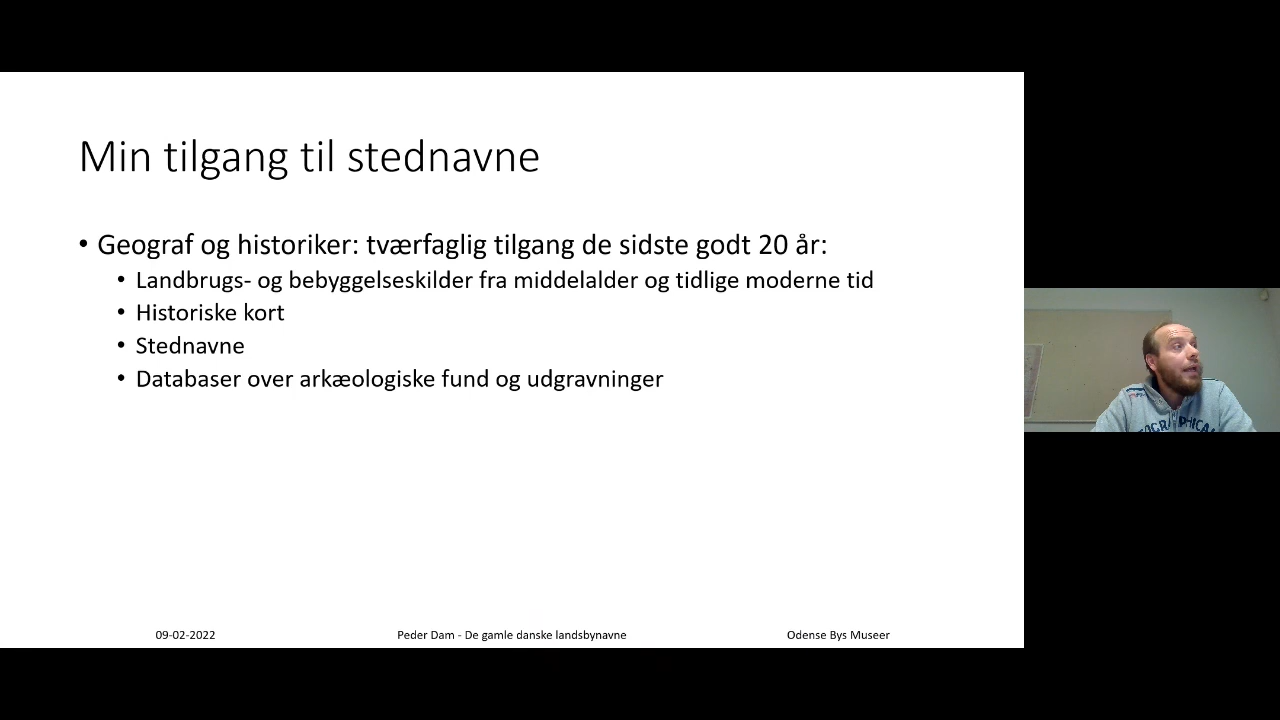 Min tilgang til stednavne
• Geograf og historiker: tværfaglig tilgang de sidste godt 20 år:
• Landbrugs- og bebyggelseskilder fra middelalder og tidlige moderne tid
• Historiske kort
• Stednavne
• Databaser over arkæologiske fund og udgravninger
09-02-2022
Peder Dam - De gamle danske landsbynavne
Odense Bys Museer